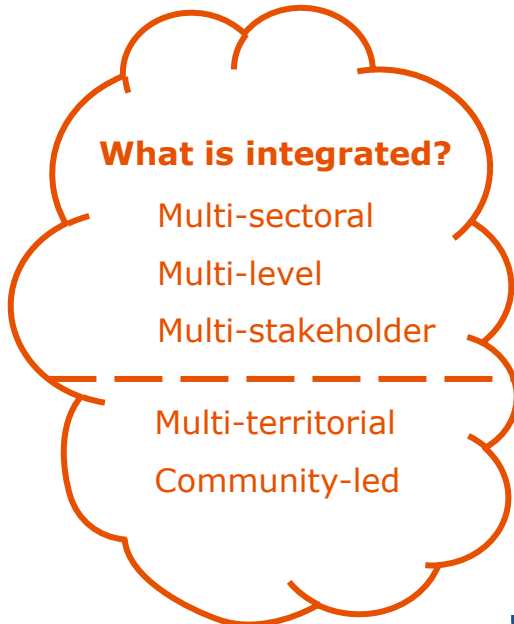 What is integrated?
Multi-sectoral
Multi-level
Multi-stakeholder
Multi-territorial
Community-led